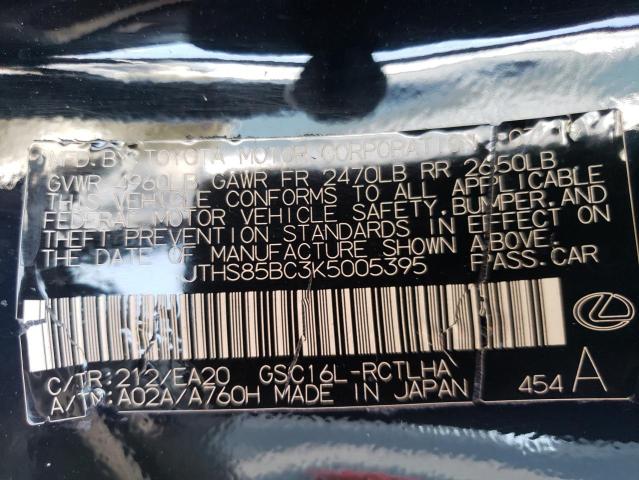 MFD. BY: TOYOTA MOTOR CORPORATION
GVWR 4960LB GAWR FR 2470LB RR 2650LB
THIS VEHICLE CONFORMS TO ALL APPLICABLE
FEDERAL MOTOR VEHICLE SAFETY, BUMPER, AND
THEFT PREVENTION STANDARDS IN EFFECT ON
THE DATE OF MANUFACTURE SHOWN ABOVE.
JTHS85BC3K5005395 PASS.CAR
C/TR:212/EA20 GSC16L-RCTLHA
A/TM:A02A/A760H MADE IN JAPAN
454 A